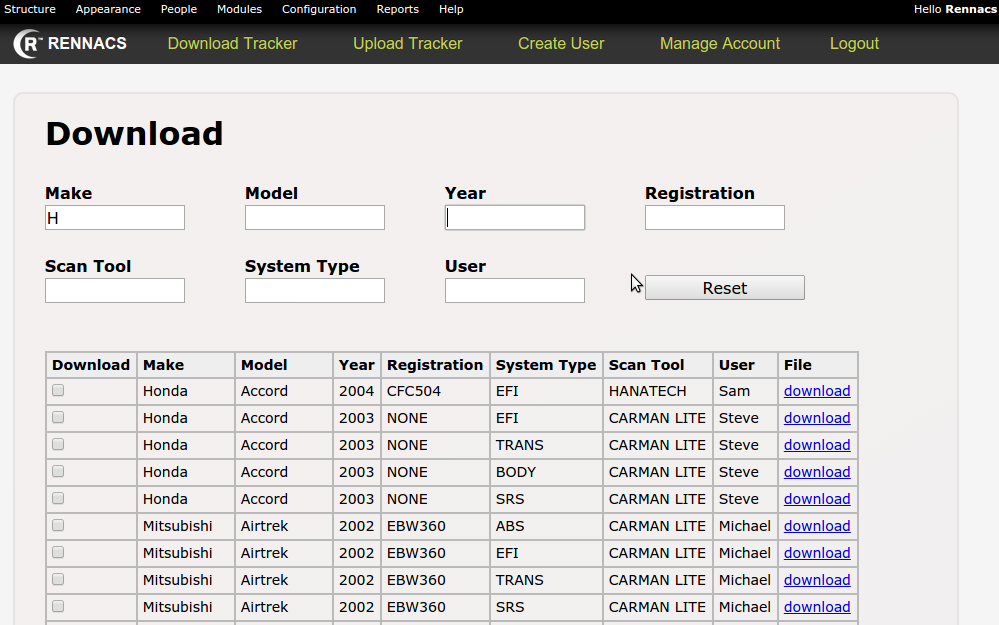 Structure Appearance People Modules Configuration Reports Help Hello Rennacs
R™ RENNACS Download Tracker Upload Tracker Create User Manage Account Logout
Download
Make Model Year Registration
H
Scan Tool System Type User
Reset
Download Make Model Year Registration System Type Scan Tool User File
Honda Accord 2004 CFC504 EFI HANATECH Sam download
Honda Accord 2003 NONE EFI CARMAN LITE Steve download
Honda Accord 2003 NONE TRANS CARMAN LITE Steve download
Honda Accord 2003 NONE BODY CARMAN LITE Steve download
Honda Accord 2003 NONE SRS CARMAN LITE Steve download
Mitsubishi Airtrek 2002 EBW360 ABS CARMAN LITE Michael download
Mitsubishi Airtrek 2002 EBW360 EFI CARMAN LITE Michael download
Mitsubishi Airtrek 2002 EBW360 TRANS CARMAN LITE Michael download
Mitsubishi Airtrek 2002 EBW360 SRS CARMAN LITE Michael download